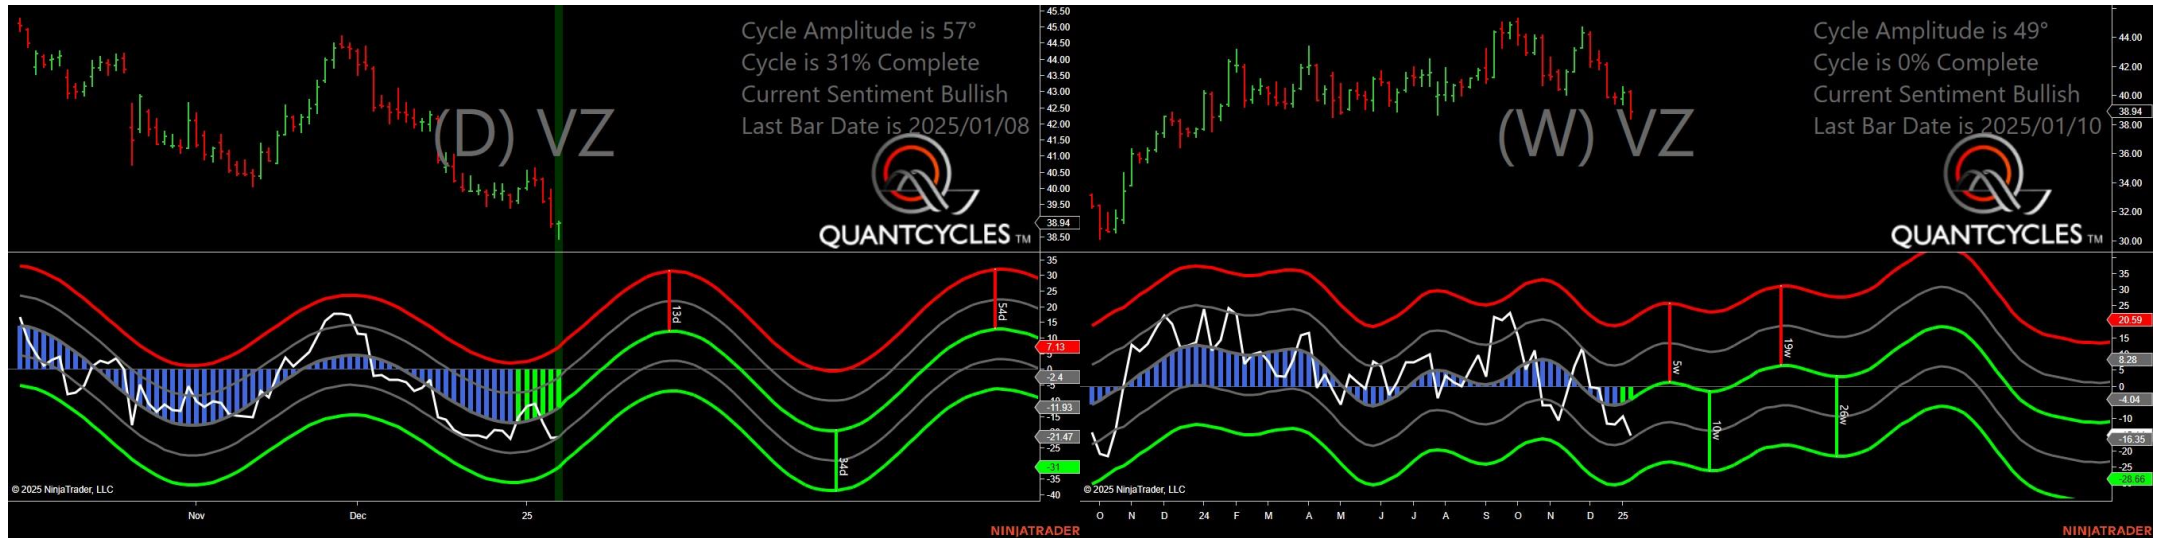 Cycle Amplitude is 57°
Cycle is 31% Complete
Current Sentiment Bullish
Last Bar Date is 2025/01/08
(D) VZ
QUANTCYCLES TM
45.50
45.00
44.50
44.00
43.50
43.00
42.50
42.00
41.50
41.00
40.50
40.00
39.50
38.94
38.50
35
30
25
20
15
10
7.13
0
-2.4
-11.93
-15
-21.47
-25
-31
-35
-40
13d
34d
54d
© 2025 NinjaTrader, LLC
Nov
Dec
25
NINJATRADER
Cycle Amplitude is 49°
Cycle is 0% Complete
Current Sentiment Bullish
Last Bar Date is 2025/01/10
(W) VZ
QUANTCYCLES TM
44.00
42.00
40.00
38.94
38.00
36.00
34.00
32.00
30.00
35
30
25
20.59
15
8.28
5
0
-4.04
-10
-16.35
-20
-25
-28.66
5w
10w
19w
26w
© 2025 NinjaTrader, LLC
O N D 24 F M A M J J A S O N D 25
NINJATRADER